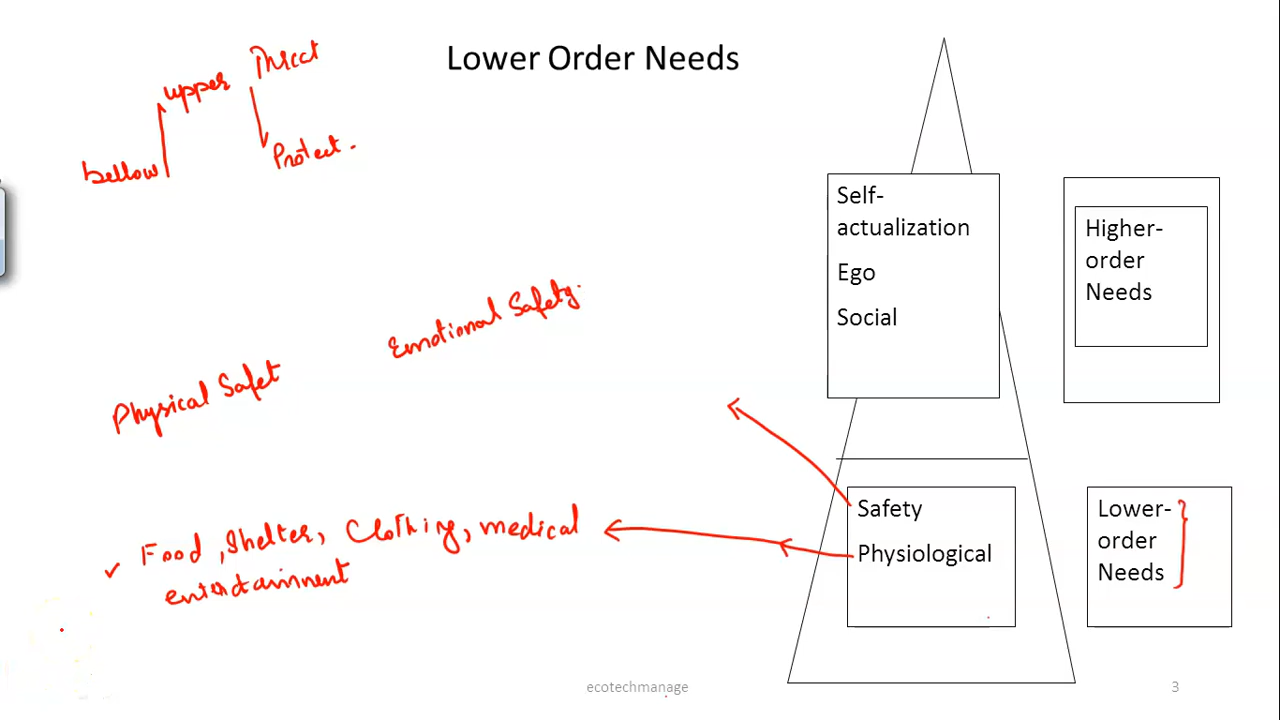 Lower Order Needs
upper threat
bellow
Protect.
Self-
actualization
Ego
Social
Higher-
order
Needs
Emotional Safety.
Physical Safet
Safety
Physiological
Lower-
order
Needs
Food, Shelter, Clothing, medical
entertainment
ecotechmanage
3